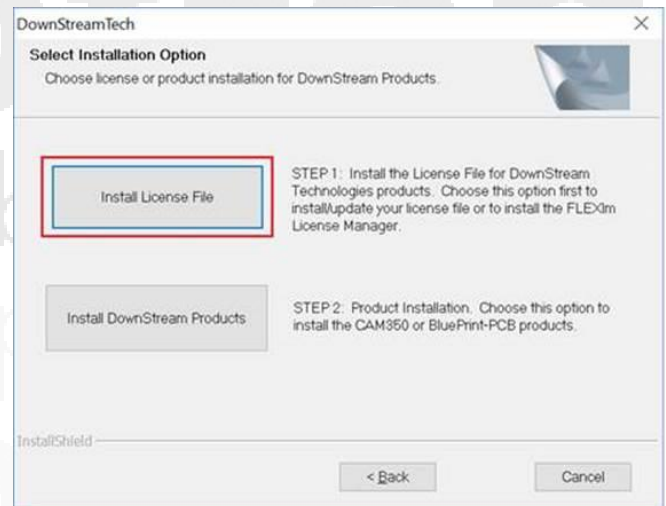 DownStreamTech
Select Installation Option
Choose license or product installation for DownStream Products.
Install License File
STEP 1: Install the License File for DownStream
Technologies products. Choose this option first to
install/update your license file or to install the FLEXlm
License Manager.
Install DownStream Products
STEP 2: Product Installation. Choose this option to
install the CAM350 or BluePrint-PCB products.
InstallShield
< Back
Cancel